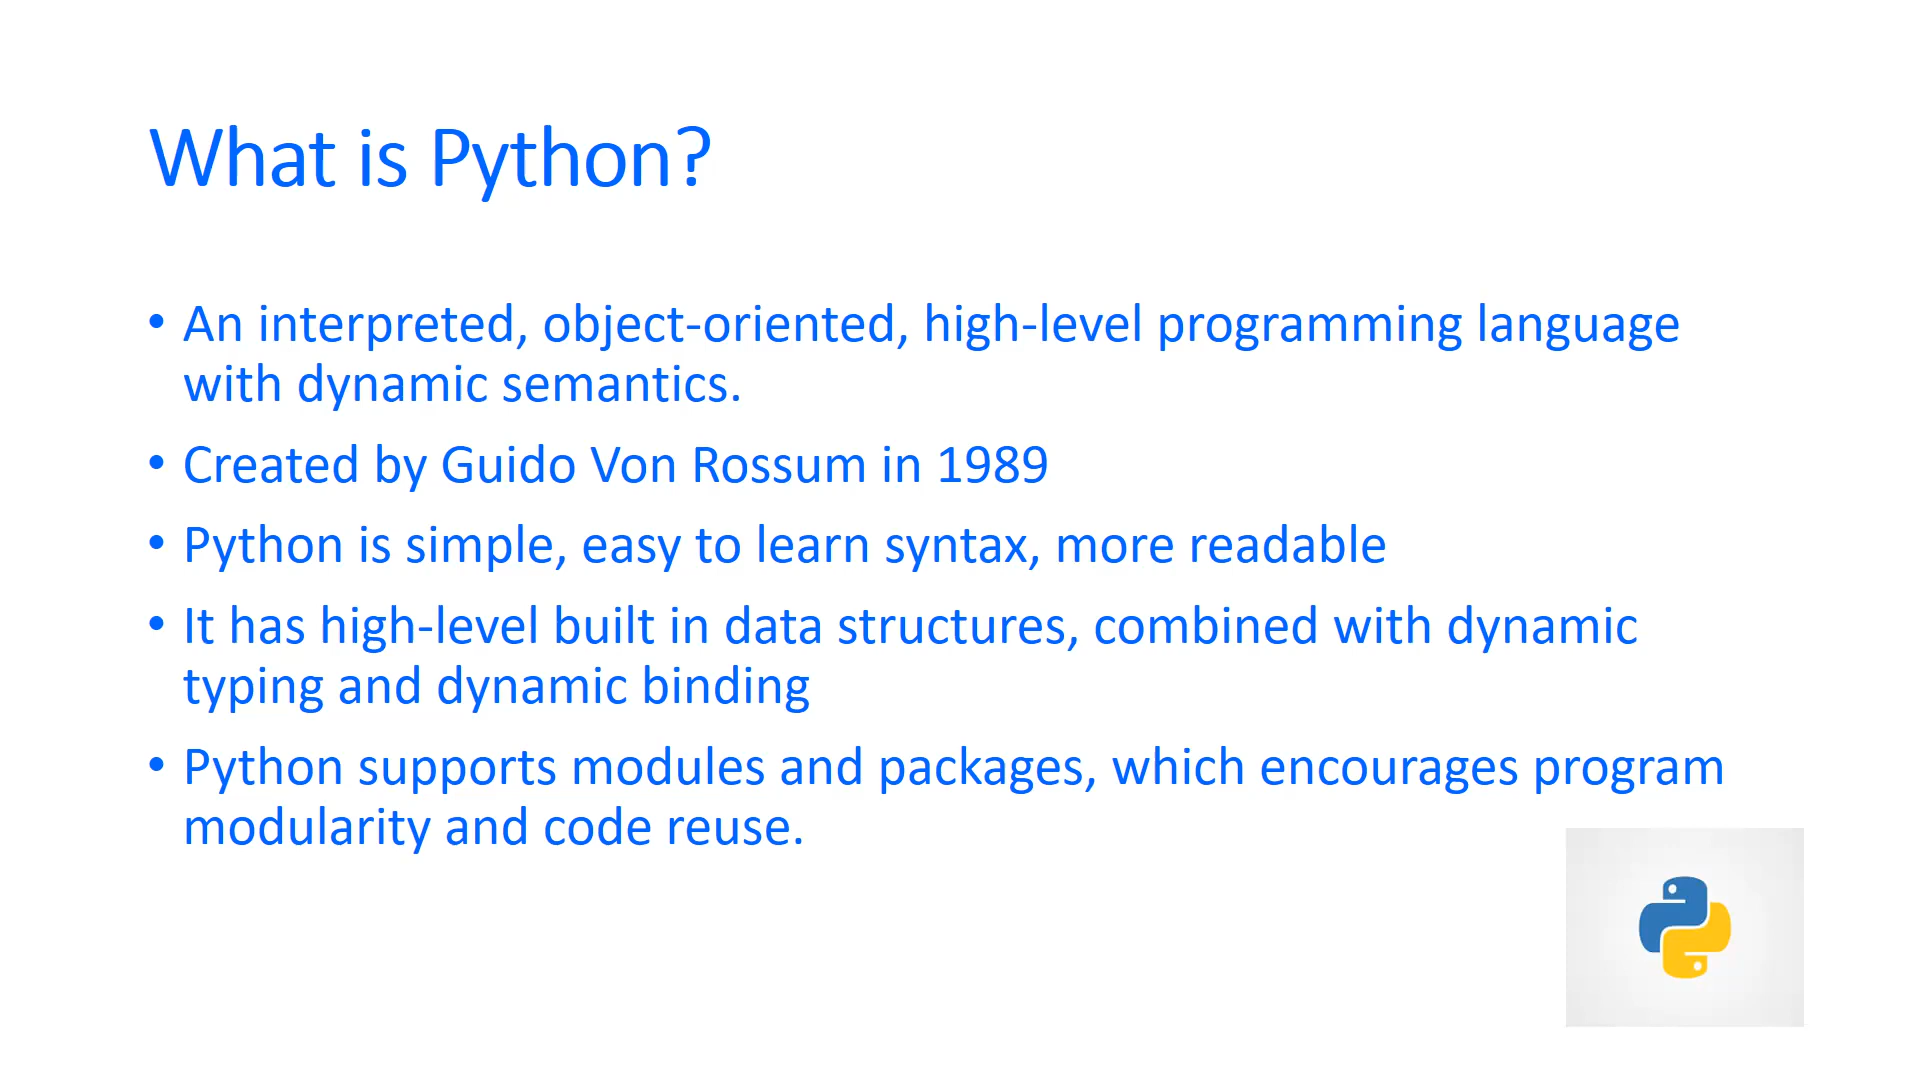 What is Python?
• An interpreted, object-oriented, high-level programming language
with dynamic semantics.
• Created by Guido Von Rossum in 1989
• Python is simple, easy to learn syntax, more readable
• It has high-level built in data structures, combined with dynamic
typing and dynamic binding
• Python supports modules and packages, which encourages program
modularity and code reuse.